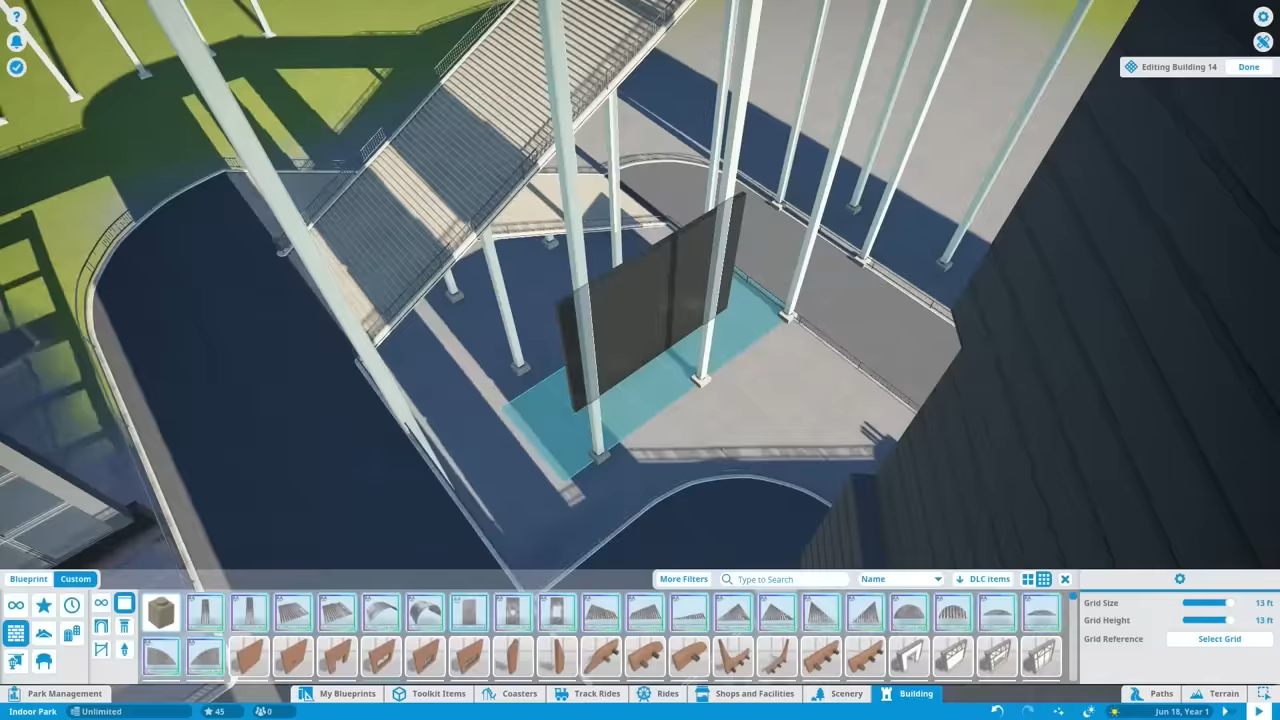 ?
Editing Building 14 Done
Blueprint Custom More Filters Type to Search Name DLC items
Grid Size 13 ft
Grid Height 13 ft
Grid Reference Select Grid
Park Management My Blueprints Toolkit Items Coasters Track Rides Rides Shops and Facilities Scenery Building Paths Terrain
Indoor Park Unlimited 45 0 Jun 18, Year 1